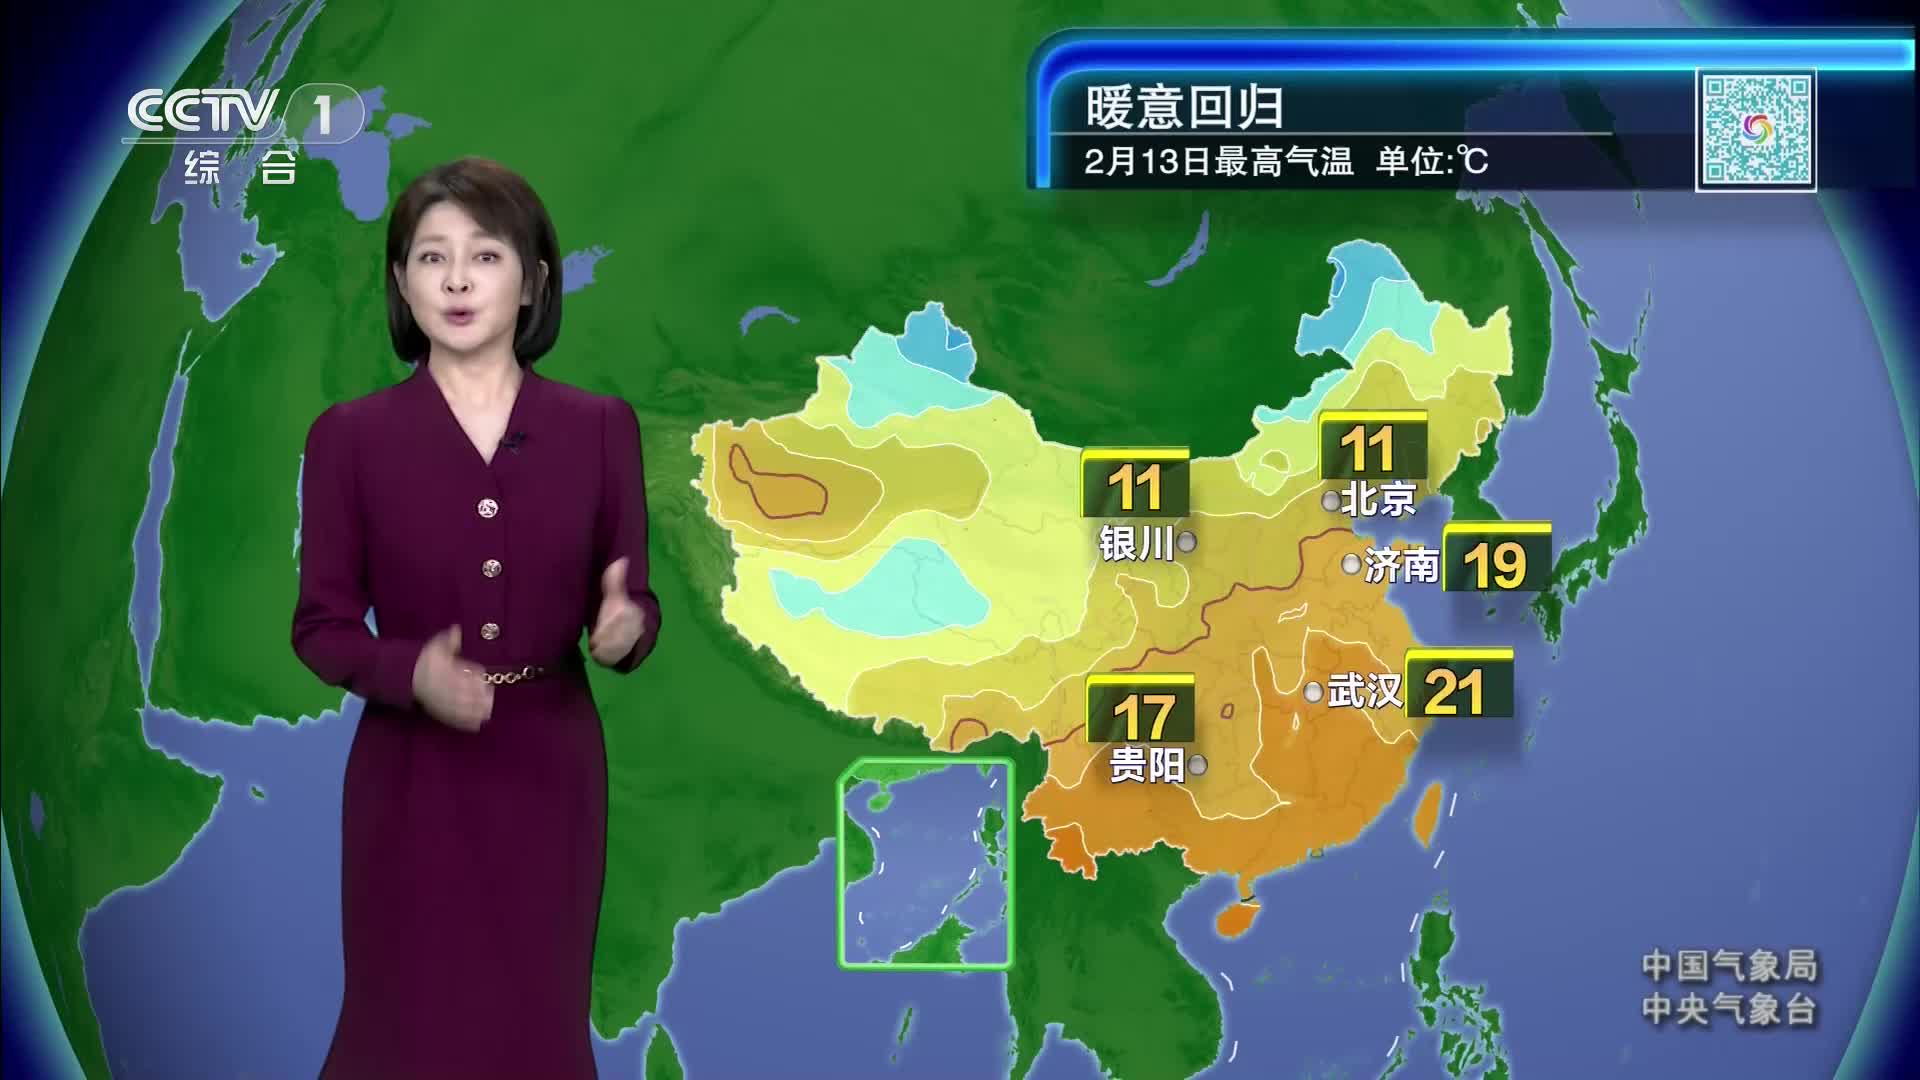 CCTV 1
综合
暖意回归
2月13日最高气温 单位:℃
11
北京
11
银川
济南 19
武汉 21
17
贵阳
中国气象局
中央气象台